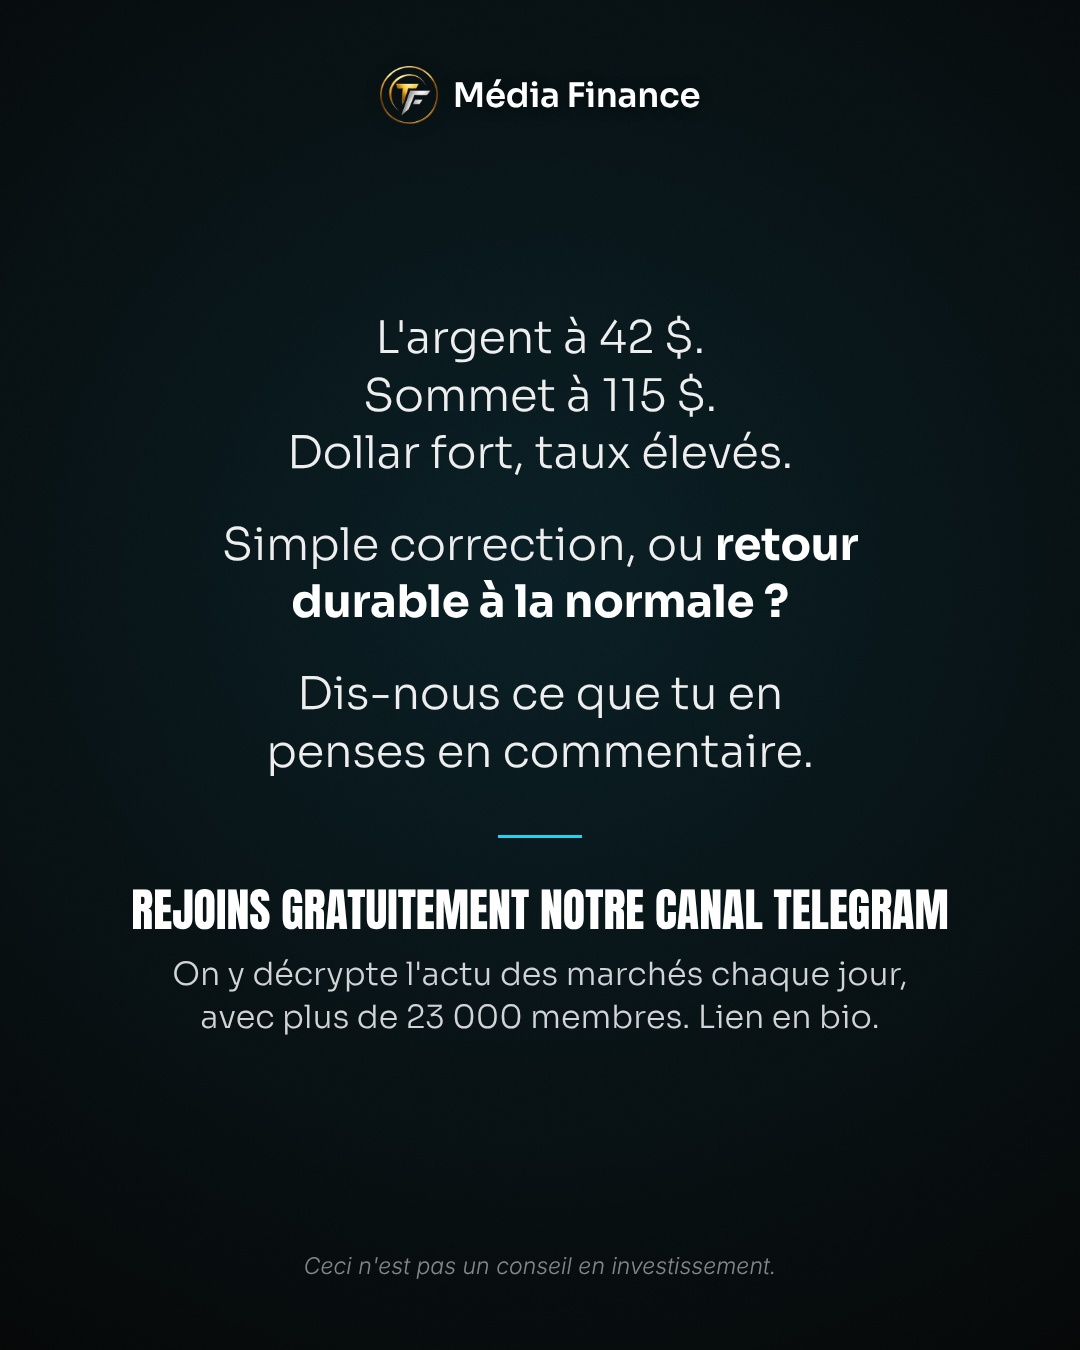 TF Média Finance
L'argent à 42 $.
Sommet à 115 $.
Dollar fort, taux élevés.
Simple correction, ou retour
durable à la normale ?
Dis-nous ce que tu en
penses en commentaire.
REJOINS GRATUITEMENT NOTRE CANAL TELEGRAM
On y décrypte l'actu des marchés chaque jour,
avec plus de 23 000 membres. Lien en bio.
Ceci n'est pas un conseil en investissement.